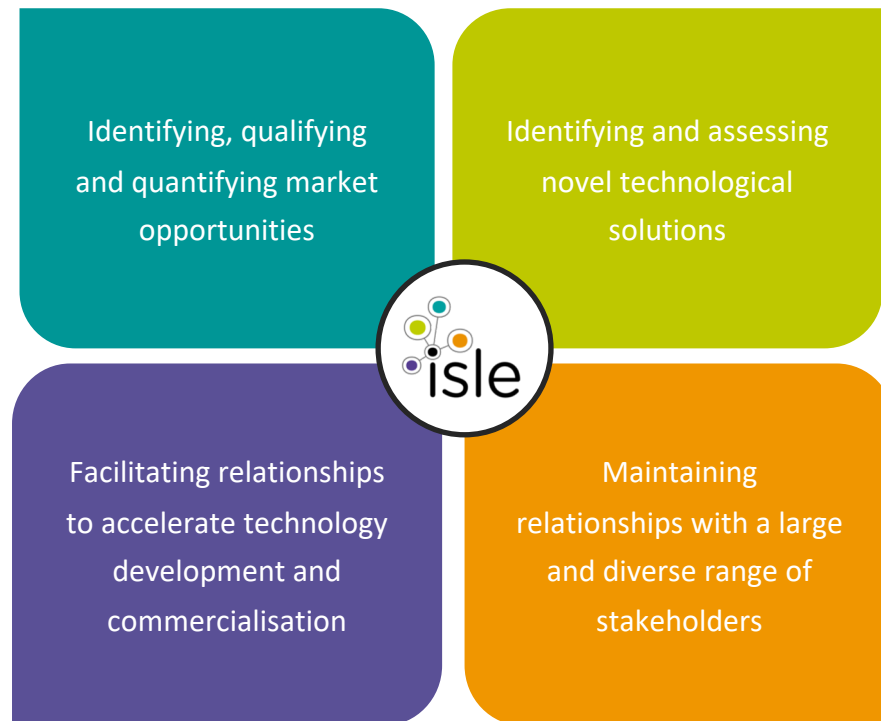 Identifying, qualifying
and quantifying market
opportunities
Identifying and assessing
novel technological
solutions
isle
Facilitating relationships
to accelerate technology
development and
commercialisation
Maintaining
relationships with a large
and diverse range of
stakeholders